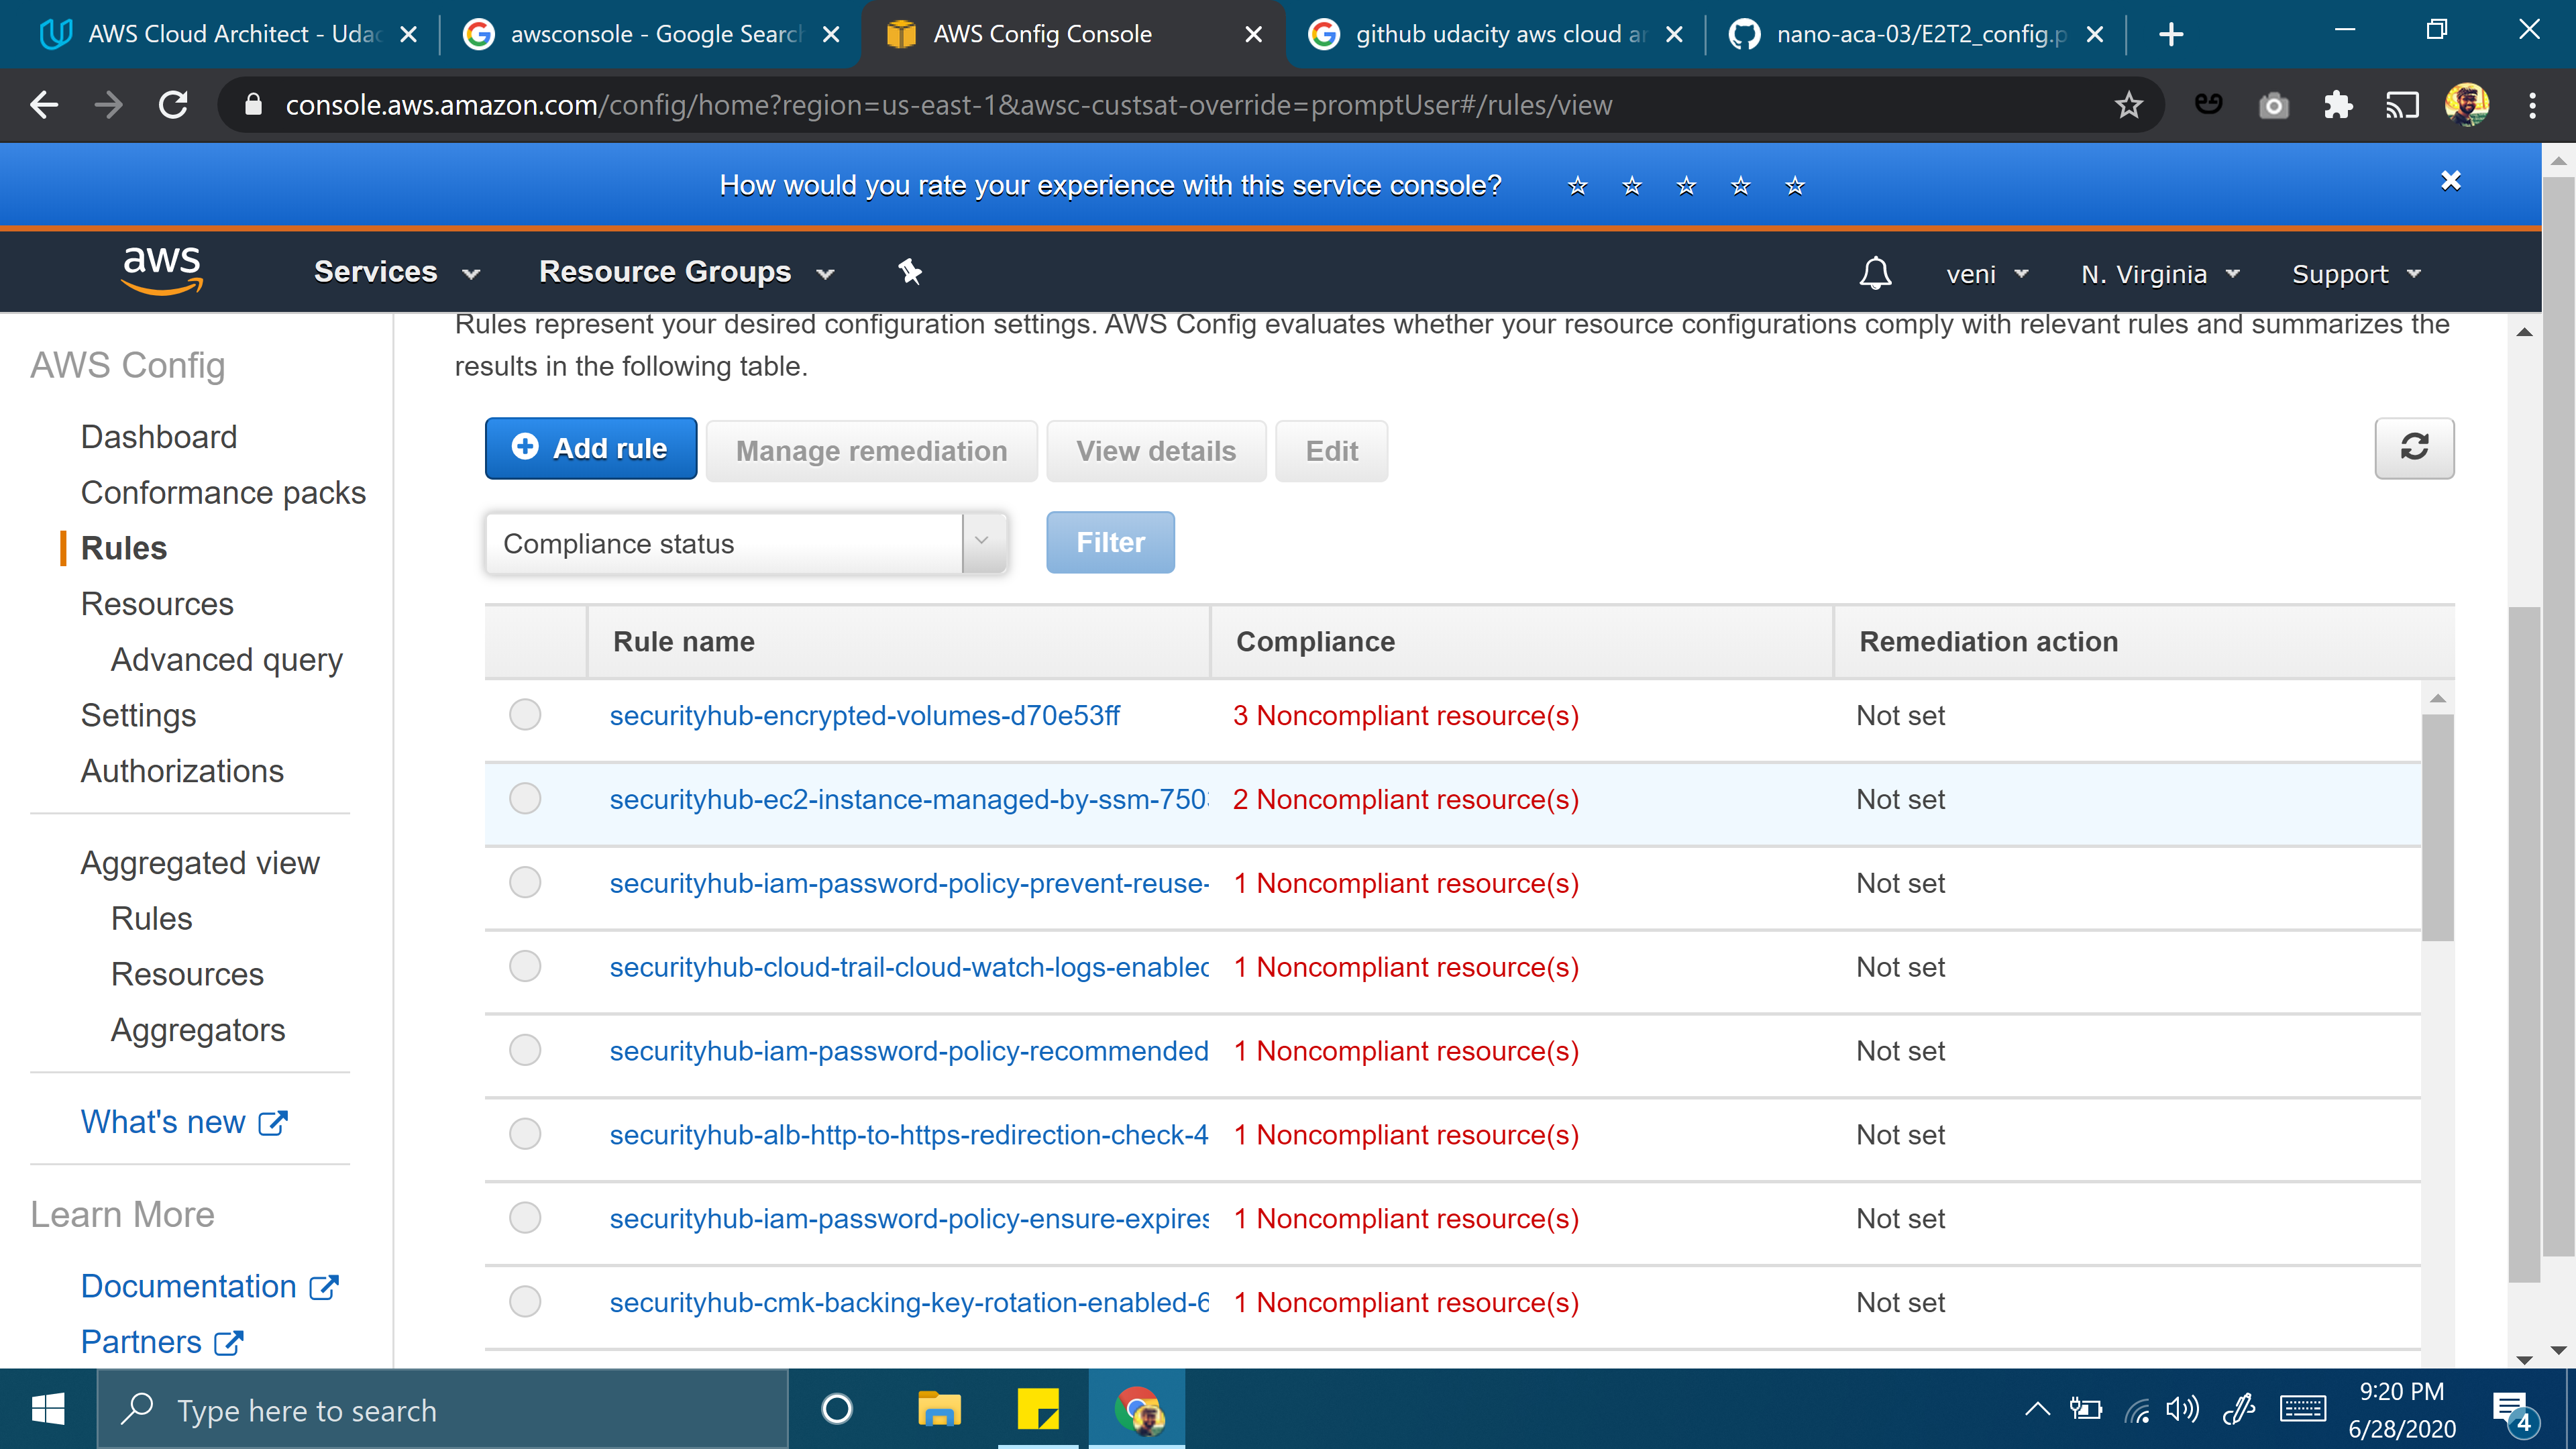 AWS Cloud Architect - Udac
awsconsole - Google Search
AWS Config Console
github udacity aws cloud ar
nano-aca-03/E2T2_config.p
console.aws.amazon.com/config/home?region=us-east-1&awsc-custsat-override=promptUser#/rules/view
How would you rate your experience with this service console?
aws
Services
Resource Groups
veni
N. Virginia
Support
Rules represent your desired configuration settings. AWS Config evaluates whether your resource configurations comply with relevant rules and summarizes the
results in the following table.
AWS Config
Dashboard
Conformance packs
Rules
Resources
Advanced query
Settings
Authorizations
Aggregated view
Rules
Resources
Aggregators
What's new
Learn More
Documentation
Partners
Add rule
Manage remediation
View details
Edit
Compliance status
Filter
Rule name Compliance Remediation action
securityhub-encrypted-volumes-d70e53ff 3 Noncompliant resource(s) Not set
securityhub-ec2-instance-managed-by-ssm-750 2 Noncompliant resource(s) Not set
securityhub-iam-password-policy-prevent-reuse- 1 Noncompliant resource(s) Not set
securityhub-cloud-trail-cloud-watch-logs-enabled 1 Noncompliant resource(s) Not set
securityhub-iam-password-policy-recommended 1 Noncompliant resource(s) Not set
securityhub-alb-http-to-https-redirection-check-4 1 Noncompliant resource(s) Not set
securityhub-iam-password-policy-ensure-expires 1 Noncompliant resource(s) Not set
securityhub-cmk-backing-key-rotation-enabled-6 1 Noncompliant resource(s) Not set
Type here to search
9:20 PM
6/28/2020
4